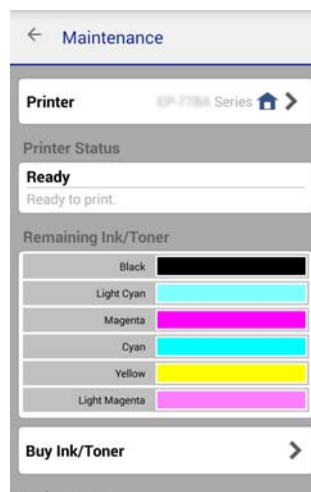 Maintenance
Printer Series
Printer Status
Ready
Ready to print.
Remaining Ink/Toner
Black
Light Cyan
Magenta
Cyan
Yellow
Light Magenta
Buy Ink/Toner